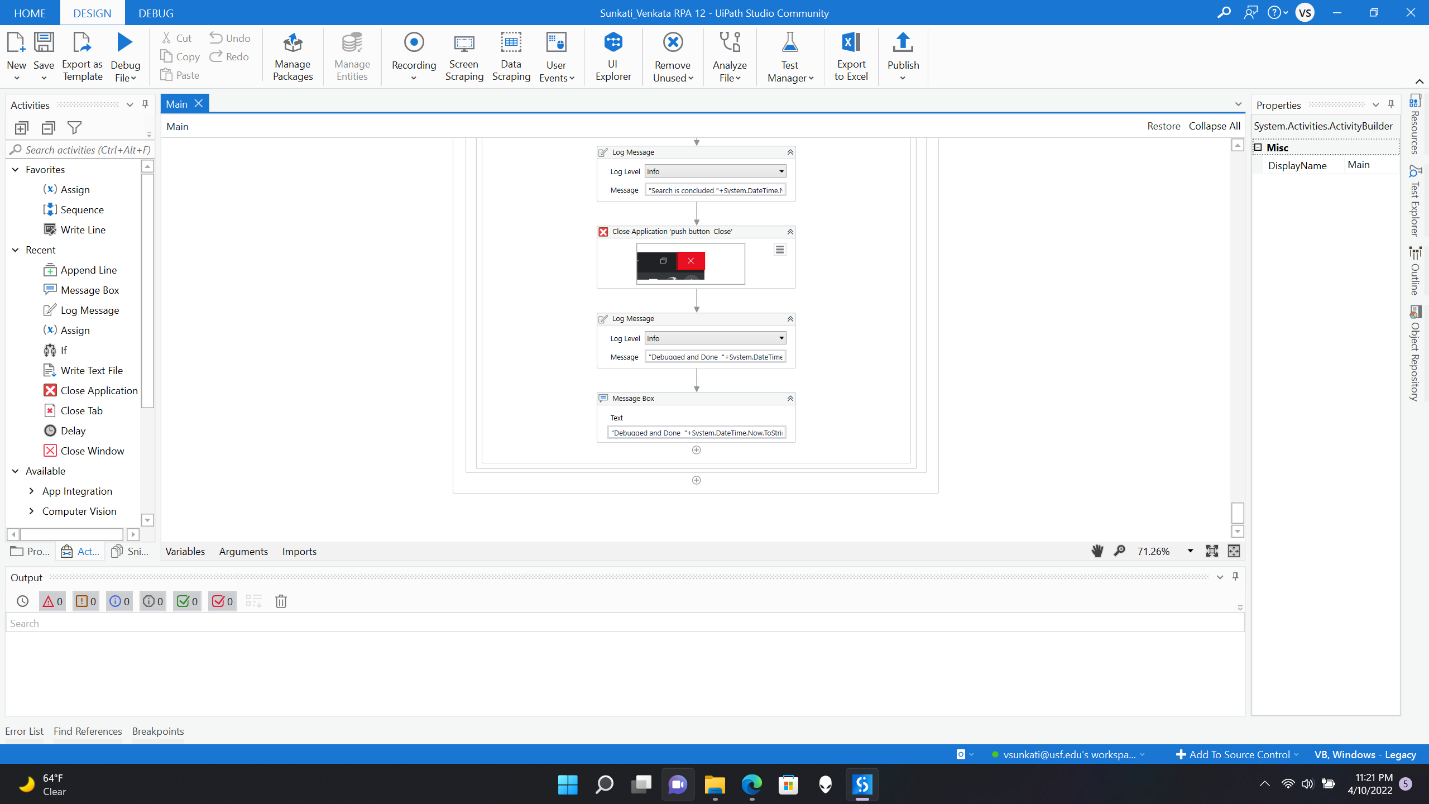 HOME DESIGN DEBUG Sunkati_Venkata RPA 12 - UiPath Studio Community VS
New Save Export as Template Debug File Cut Copy Paste Undo Redo Manage Packages Manage Entities Recording Screen Scraping Data Scraping User Events UI Explorer Remove Unused Analyze File Test Manager Export to Excel Publish
Activities
Search activities (Ctrl+Alt+F)
Favorites
Assign
Sequence
Write Line
Recent
Append Line
Message Box
Log Message
Assign
If
Write Text File
Close Application
Close Tab
Delay
Close Window
Available
App Integration
Computer Vision
Pro... Act... Sni...
Main
Main Restore Collapse All
Log Message
Log Level Info
Message "Search is concluded "+System.DateTime.N
Close Application 'push button Close'
Log Message
Log Level Info
Message "Debugged and Done "+System.DateTime
Message Box
Text
"Debugged and Done "+System.DateTime.Now.ToStri
Variables Arguments Imports 71.26%
Properties
System.Activities.ActivityBuilder
Misc
DisplayName Main
Resources
Test Explorer
Outline
Object Repository
Output
0 0 0 0 0 0
Search
Error List Find References Breakpoints
vsunkati@usf.edu's workspa... Add To Source Control VB, Windows - Legacy
64°F
Clear
11:21 PM
4/10/2022 5